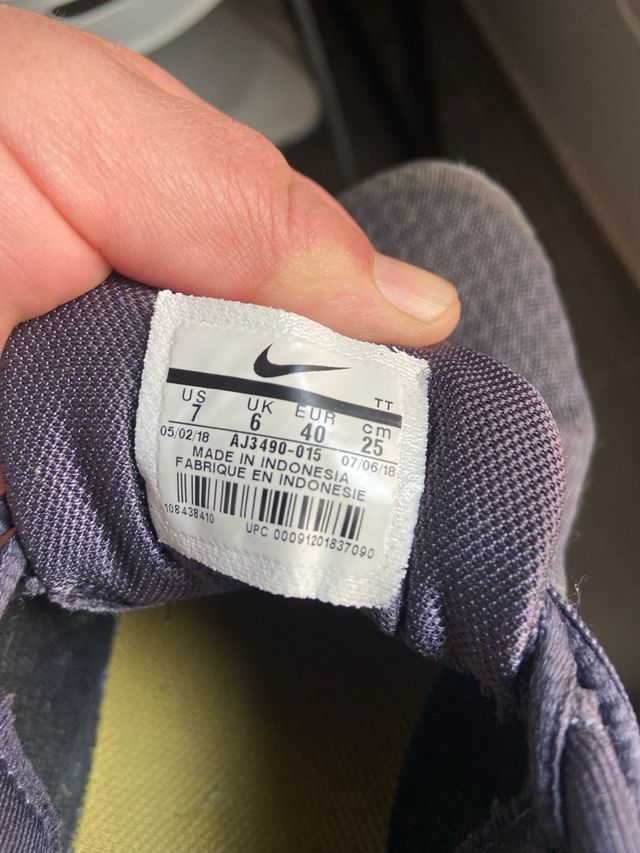 TT
US UK EUR cm
7 6 40 25
05/02/18 AJ3490-015 07/06/18
MADE IN INDONESIA
FABRIQUE EN INDONESIE
108438410 UPC 00091201837090